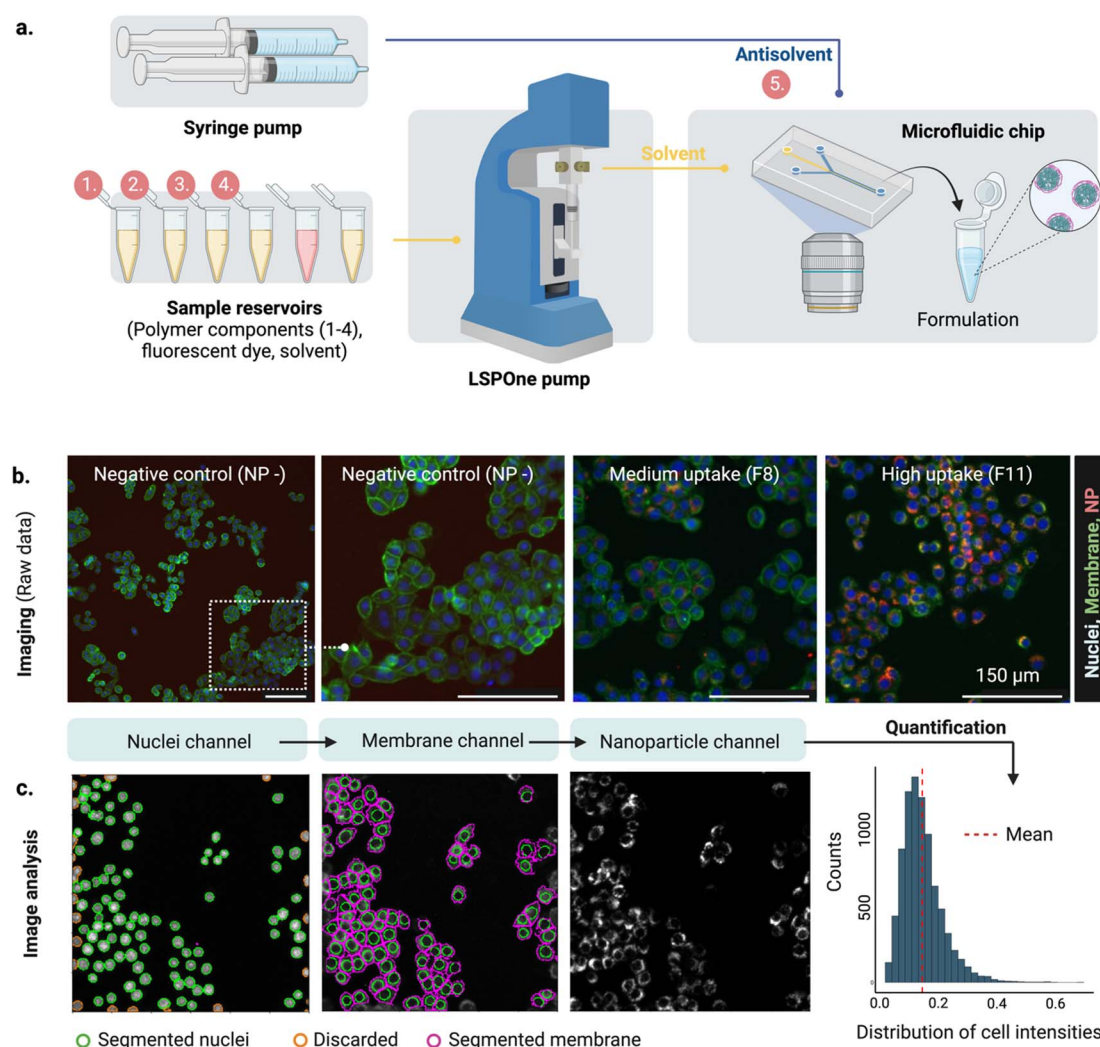 a.
Syringe pump
Antisolvent
5.
Microfluidic chip
Solvent
1. 2. 3. 4.
Sample reservoirs
(Polymer components (1-4),
fluorescent dye, solvent)
LSPOne pump
Formulation
b.
Imaging (Raw data)
Negative control (NP -)
Negative control (NP -)
Medium uptake (F8)
High uptake (F11)
150 µm
Nuclei, Membrane, NP
Nuclei channel
Membrane channel
Nanoparticle channel
Quantification
c.
Image analysis
Segmented nuclei
Discarded
Segmented membrane
Counts
1000
500
0
Mean
0.0 0.2 0.4 0.6
Distribution of cell intensities